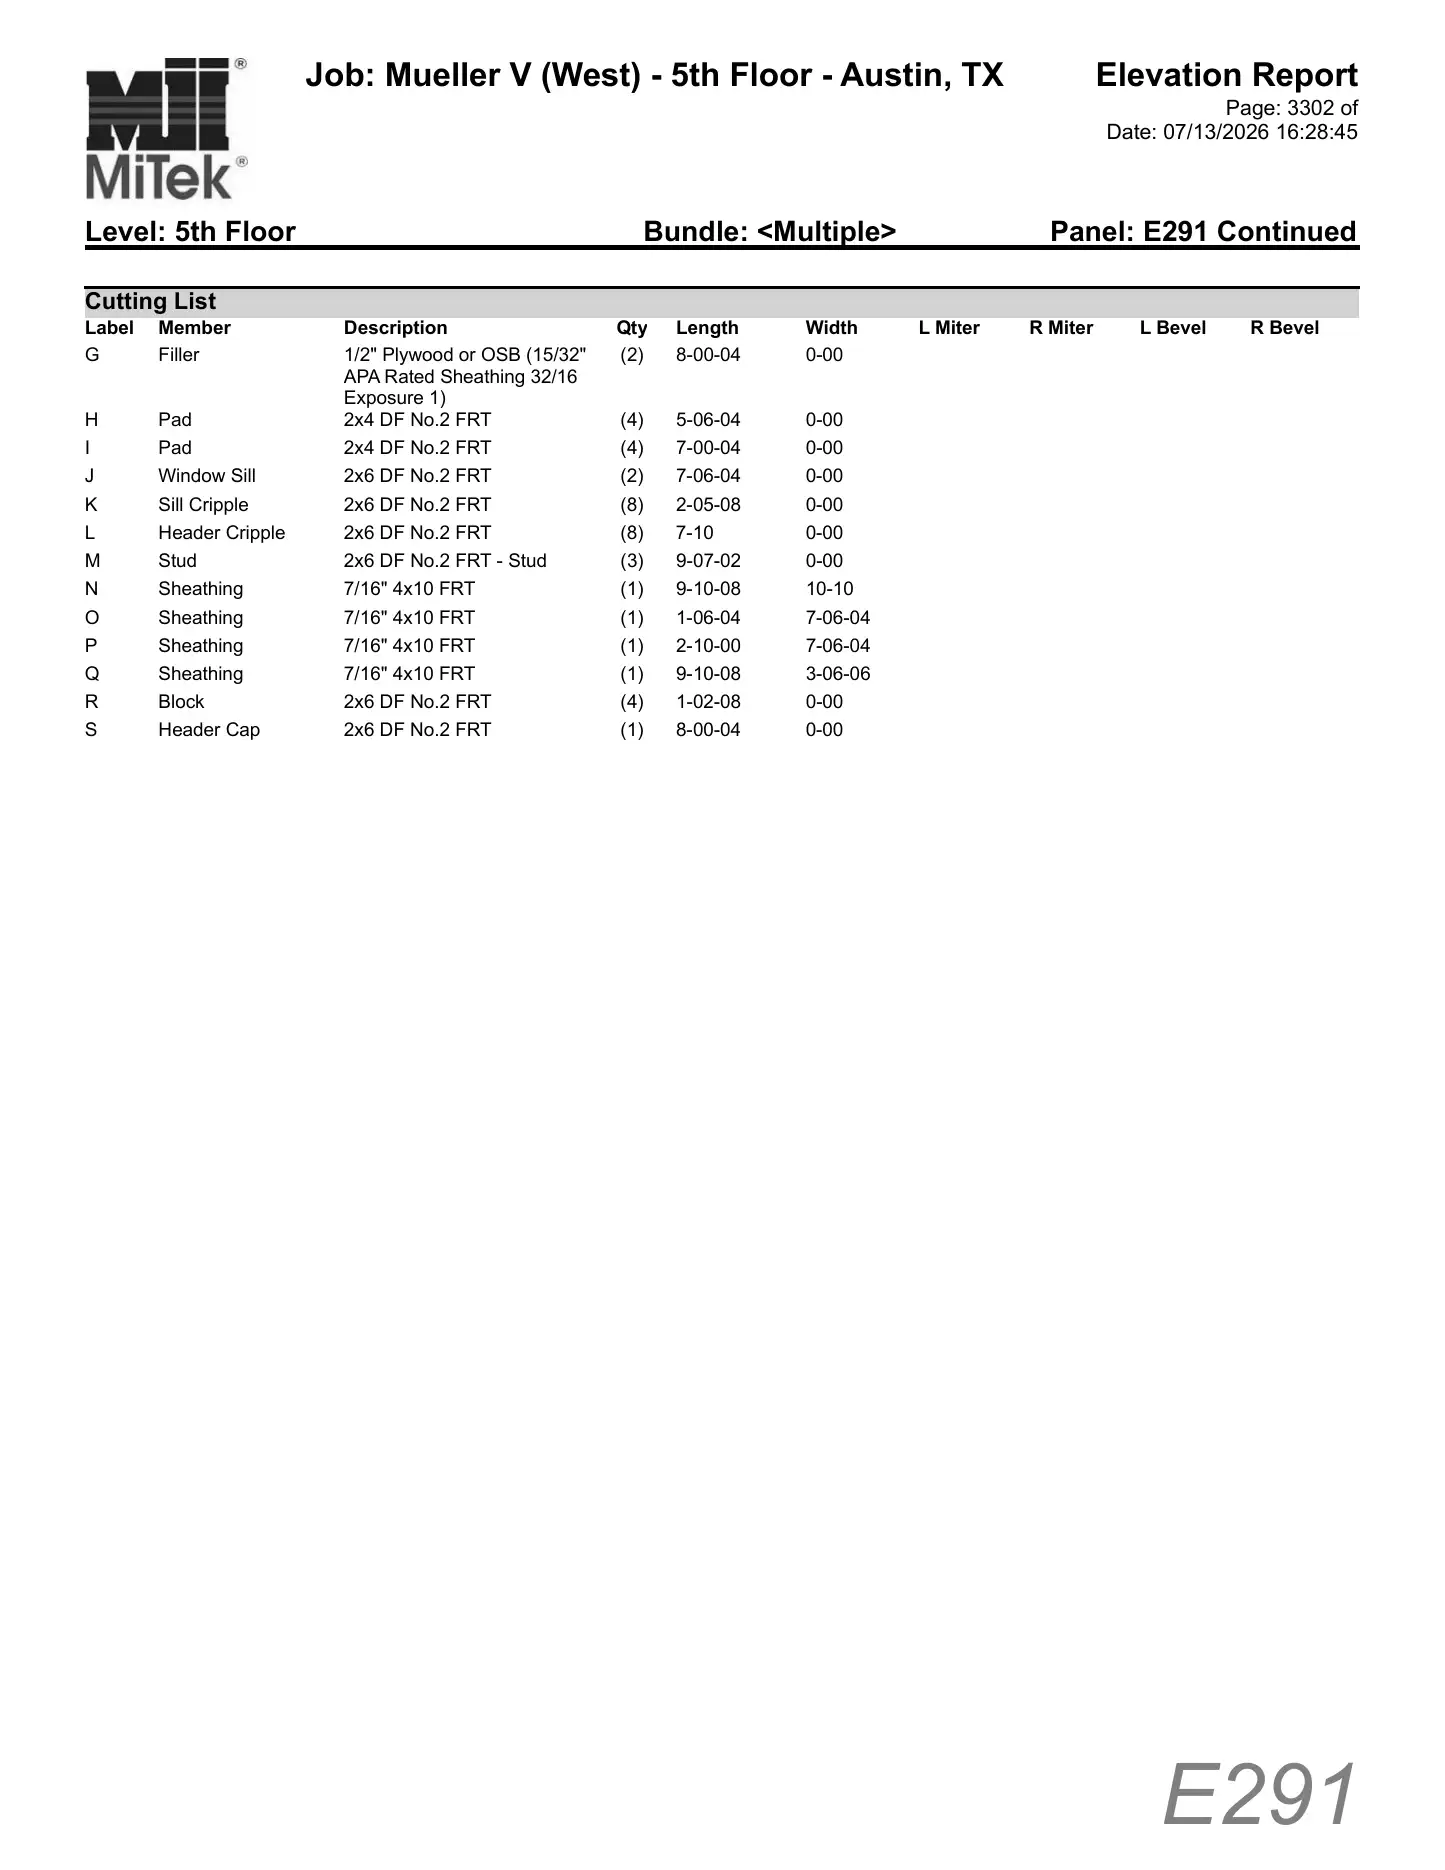 MiTek
Job: Mueller V (West) - 5th Floor - Austin, TX
Elevation Report
Page: 3302 of
Date: 07/13/2026 16:28:45
Level: 5th Floor Bundle: <Multiple> Panel: E291 Continued
Cutting List
Label Member Description Qty Length Width L Miter R Miter L Bevel R Bevel
G Filler 1/2" Plywood or OSB (15/32" (2) 8-00-04 0-00
APA Rated Sheathing 32/16
Exposure 1)
H Pad 2x4 DF No.2 FRT (4) 5-06-04 0-00
I Pad 2x4 DF No.2 FRT (4) 7-00-04 0-00
J Window Sill 2x6 DF No.2 FRT (2) 7-06-04 0-00
K Sill Cripple 2x6 DF No.2 FRT (8) 2-05-08 0-00
L Header Cripple 2x6 DF No.2 FRT (8) 7-10 0-00
M Stud 2x6 DF No.2 FRT - Stud (3) 9-07-02 0-00
N Sheathing 7/16" 4x10 FRT (1) 9-10-08 10-10
O Sheathing 7/16" 4x10 FRT (1) 1-06-04 7-06-04
P Sheathing 7/16" 4x10 FRT (1) 2-10-00 7-06-04
Q Sheathing 7/16" 4x10 FRT (1) 9-10-08 3-06-06
R Block 2x6 DF No.2 FRT (4) 1-02-08 0-00
S Header Cap 2x6 DF No.2 FRT (1) 8-00-04 0-00
E291